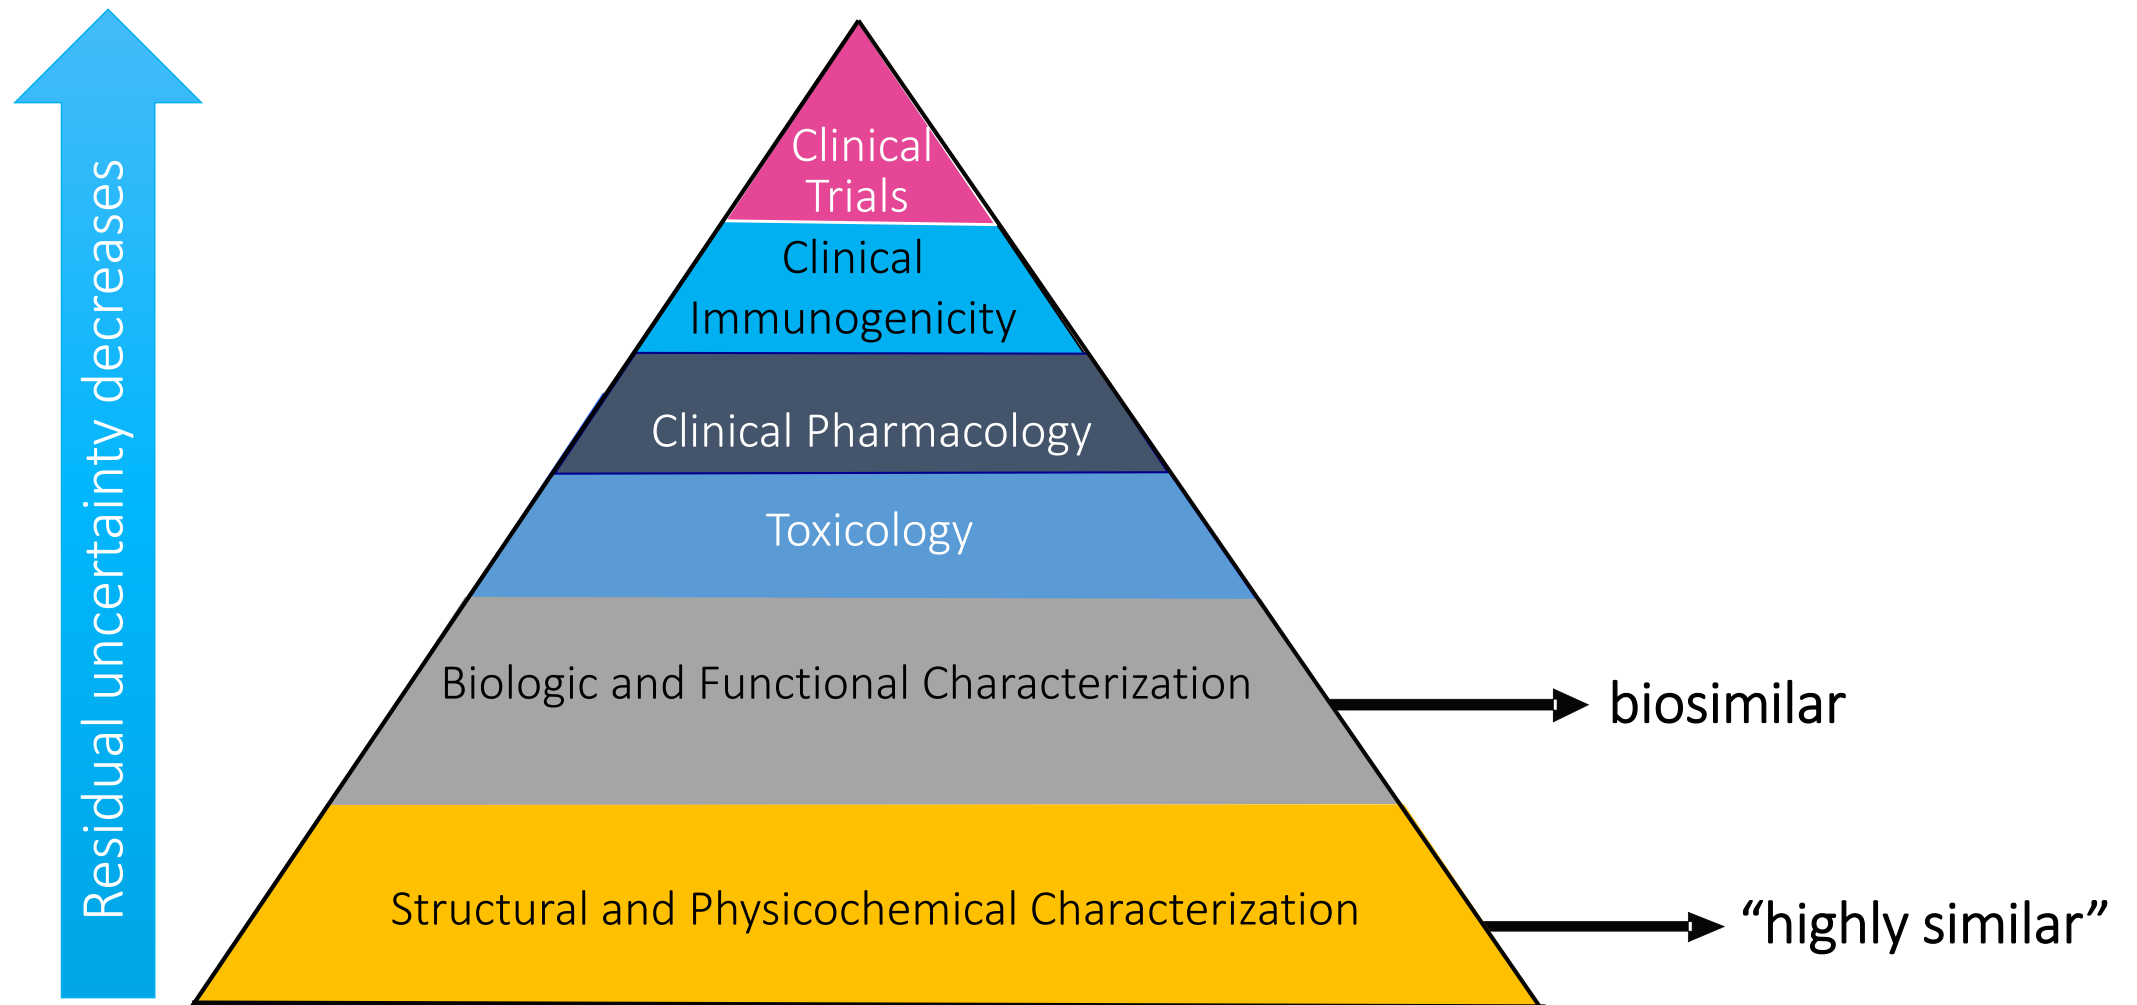 Residual uncertainty decreases
Clinical
Trials
Clinical
Immunogenicity
Clinical Pharmacology
Toxicology
Biologic and Functional Characterization
biosimilar
Structural and Physicochemical Characterization
“highly similar”